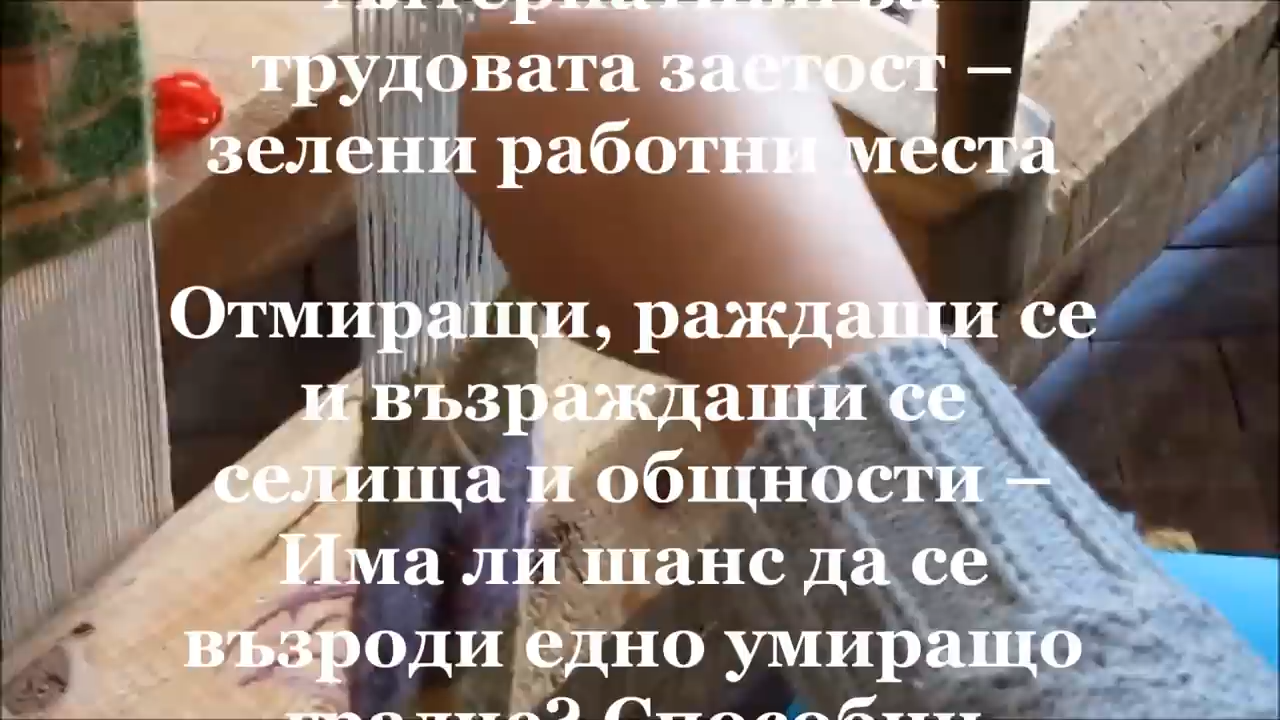 трудовата заетост –
зелени работни места
Отмиращи, раждащи се
и възраждащи се
селища и общности –
Има ли шанс да се
възроди едно умиращо